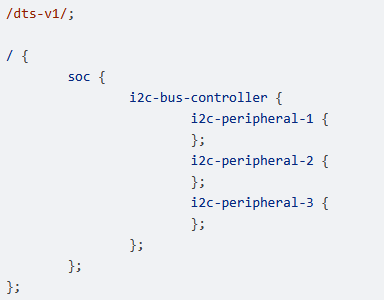 /dts-v1/;

/ {
        soc {
                i2c-bus-controller {
                        i2c-peripheral-1 {
                        };
                        i2c-peripheral-2 {
                        };
                        i2c-peripheral-3 {
                        };
                };
        };
};